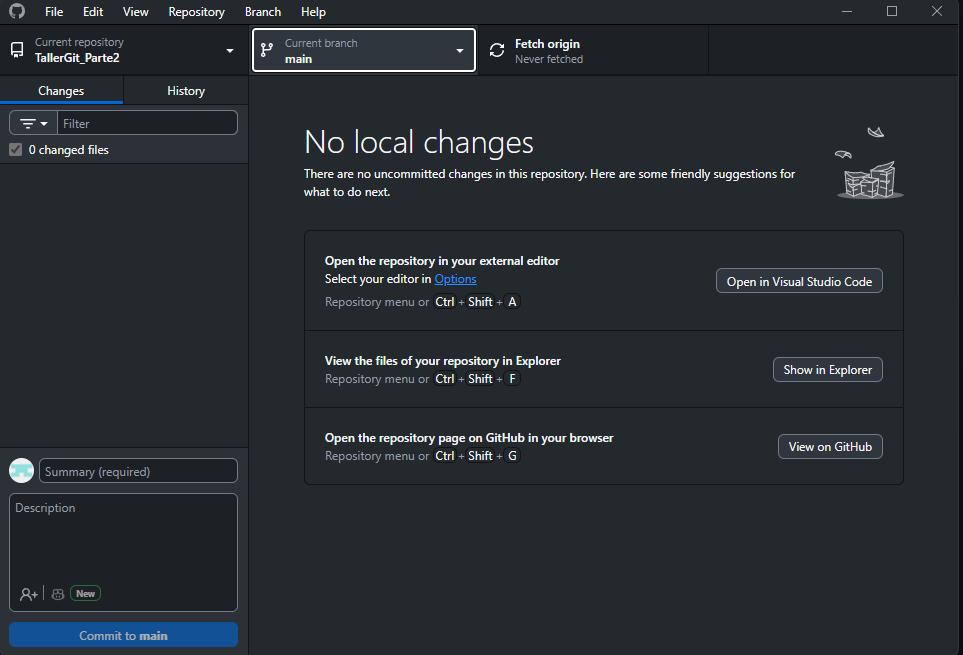 File Edit View Repository Branch Help
Current repository
TallerGit_Parte2
Current branch
main
Fetch origin
Never fetched
Changes History
Filter
0 changed files
No local changes
There are no uncommitted changes in this repository. Here are some friendly suggestions for
what to do next.
Open the repository in your external editor
Select your editor in Options
Repository menu or Ctrl + Shift + A
Open in Visual Studio Code
View the files of your repository in Explorer
Repository menu or Ctrl + Shift + F
Show in Explorer
Open the repository page on GitHub in your browser
Repository menu or Ctrl + Shift + G
View on GitHub
Summary (required)
Description
New
Commit to main